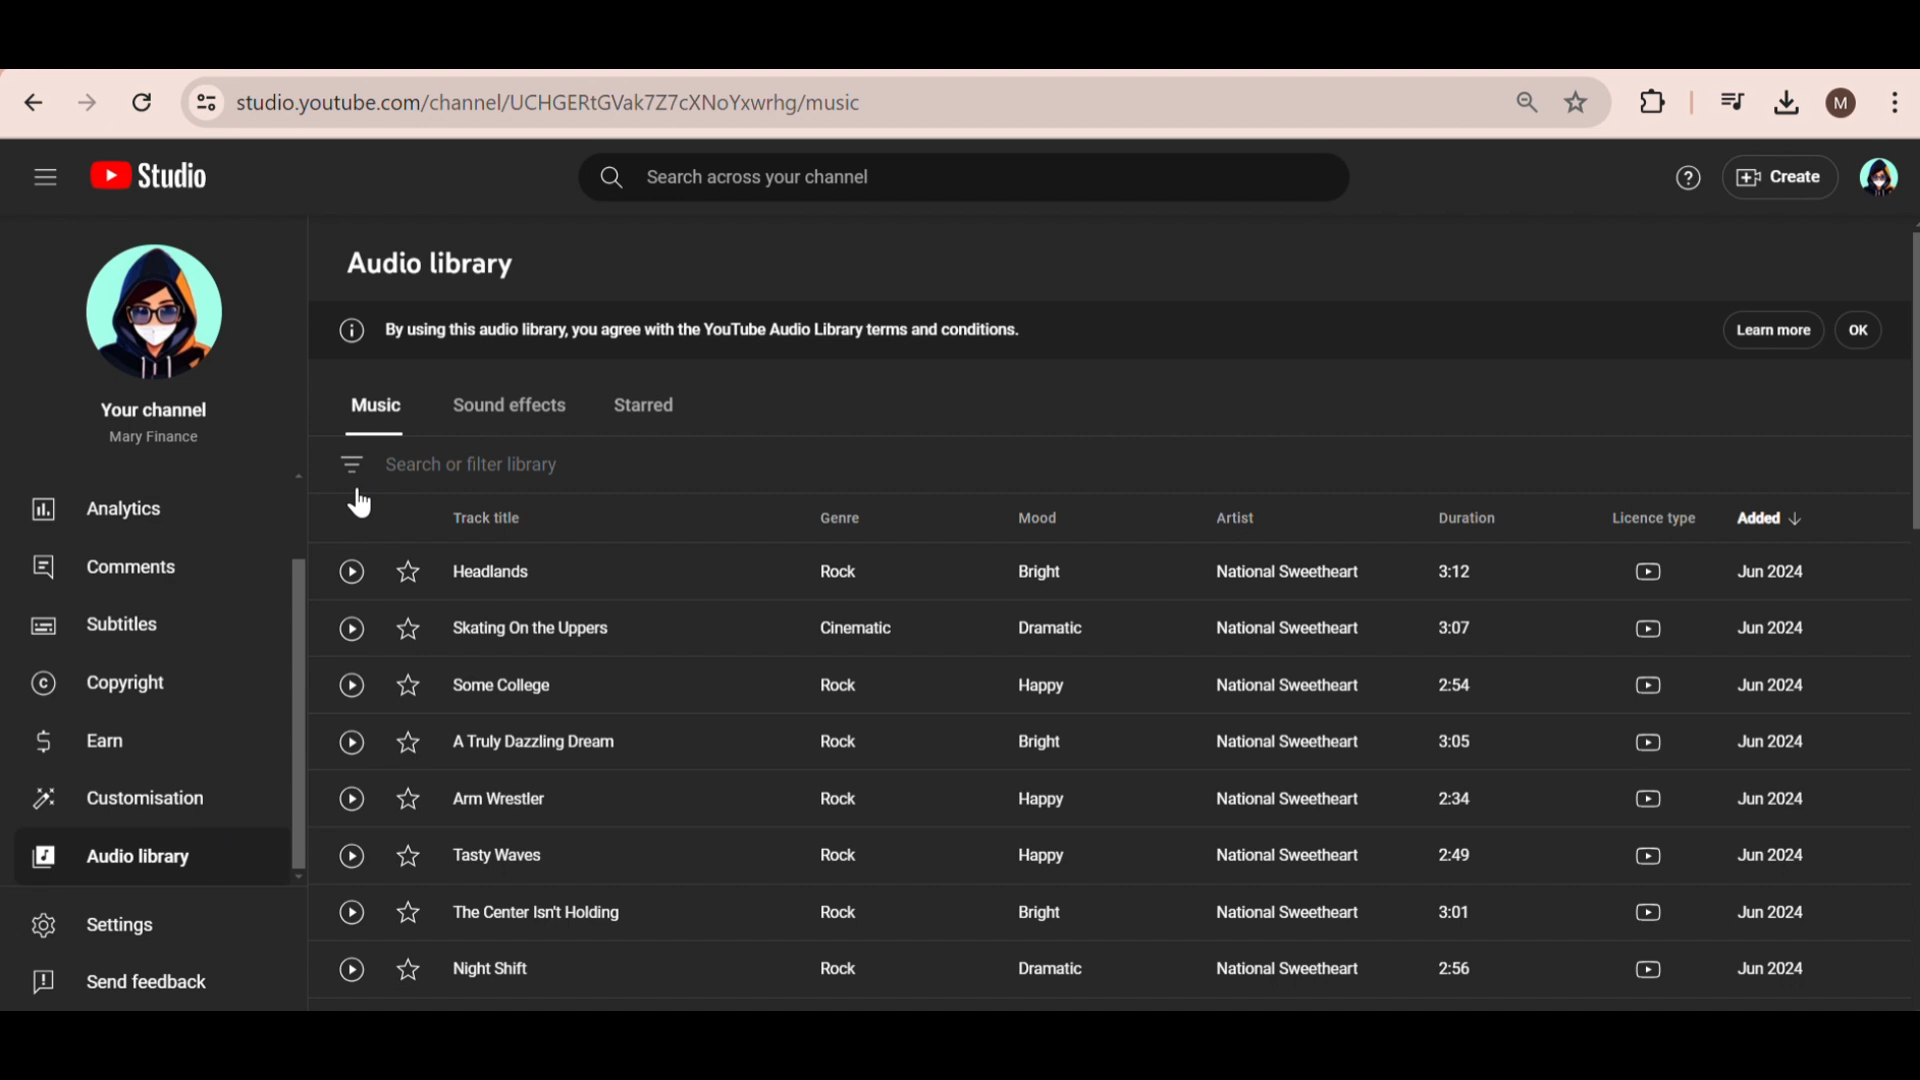 studio.youtube.com/channel/UCHGERtGVak7Z7cXNoYxwrhg/music
M
Studio
Search across your channel
Create
Your channel
Mary Finance
Analytics
Comments
Subtitles
Copyright
Earn
Customisation
Audio library
Settings
Send feedback
Audio library
By using this audio library, you agree with the YouTube Audio Library terms and conditions.
Learn more
OK
Music Sound effects Starred
Search or filter library
Track title Genre Mood Artist Duration Licence type Added
Headlands Rock Bright National Sweetheart 3:12 Jun 2024
Skating On the Uppers Cinematic Dramatic National Sweetheart 3:07 Jun 2024
Some College Rock Happy National Sweetheart 2:54 Jun 2024
A Truly Dazzling Dream Rock Bright National Sweetheart 3:05 Jun 2024
Arm Wrestler Rock Happy National Sweetheart 2:34 Jun 2024
Tasty Waves Rock Happy National Sweetheart 2:49 Jun 2024
The Center Isn't Holding Rock Bright National Sweetheart 3:01 Jun 2024
Night Shift Rock Dramatic National Sweetheart 2:56 Jun 2024